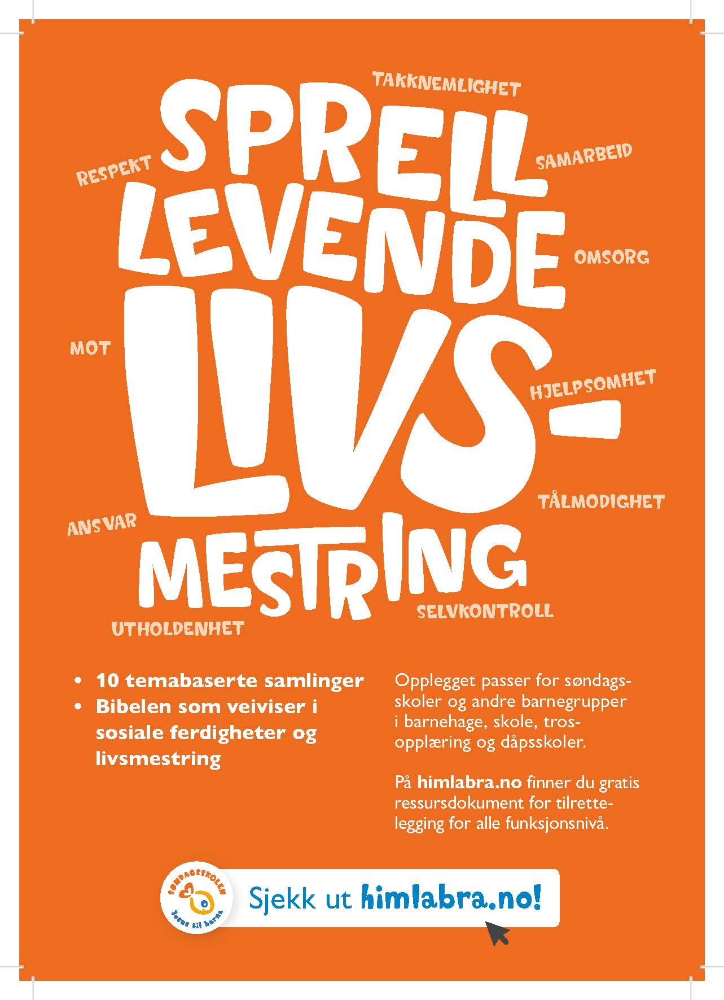 TAKKNEMLIGHET
SPRELL
RESPEKT
SAMARBEID
LEVENDE
OMSORG
LIVS-
MOT
HJELPSOMHET
TÅLMODIGHET
ANSVAR
MESTRING
SELVKONTROLL
UTHOLDENHET
• 10 temabaserte samlinger
• Bibelen som veiviser i
sosiale ferdigheter og
livsmestring
Opplegget passer for søndags-
skoler og andre barnegrupper
i barnehage, skole, tros-
opplæring og dåpsskoler.
På himlabra.no finner du gratis
ressursdokument for tilrette-
legging for alle funksjonsnivå.
SØNDAGSSKOLEN
Jesus til barna
Sjekk ut himlabra.no!